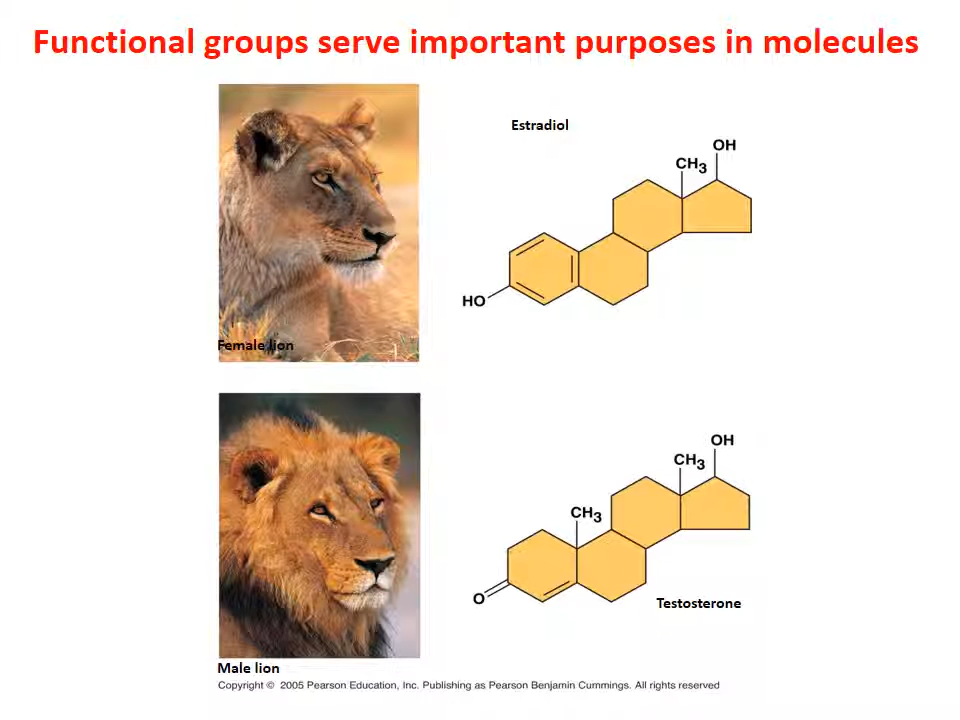 Functional groups serve important purposes in molecules
Estradiol
OH
CH3
HO
Female lion
OH
CH3
CH3
O
Testosterone
Male lion
Copyright © 2005 Pearson Education, Inc. Publishing as Pearson Benjamin Cummings. All rights reserved